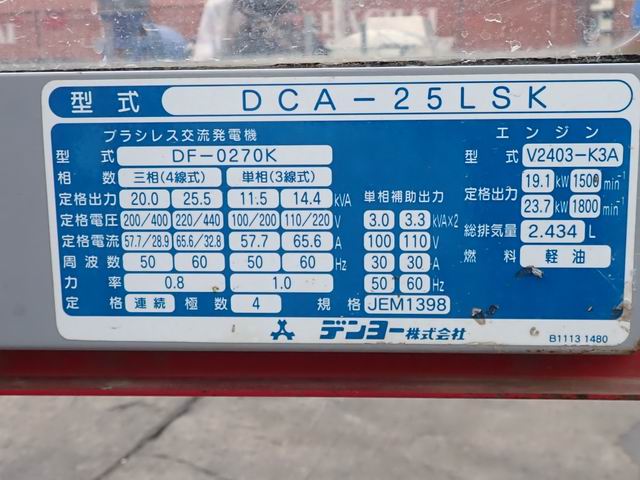 型式 DCA-25LSK
ブラシレス交流発電機
型式 DF-0270K
相数 三相(4線式) 単相(3線式)
定格出力 20.0 25.5 11.5 14.4 kVA
定格電圧 200/400 220/440 100/200 110/220 V
定格電流 57.7/28.9 65.6/32.8 57.7 65.6 A
周波数 50 60 50 60 Hz
力率 0.8 1.0
定格 連続 極数 4 規格 JEM1398
単相補助出力
3.0 3.3 kVA×2
100 110 V
30 30 A
50 60 Hz
エンジン
型式 V2403-K3A
定格出力 19.1 kW 1500 min⁻¹
23.7 kW 1800 min⁻¹
総排気量 2.434 L
燃料 軽油
デンヨー株式会社
B1113 1480